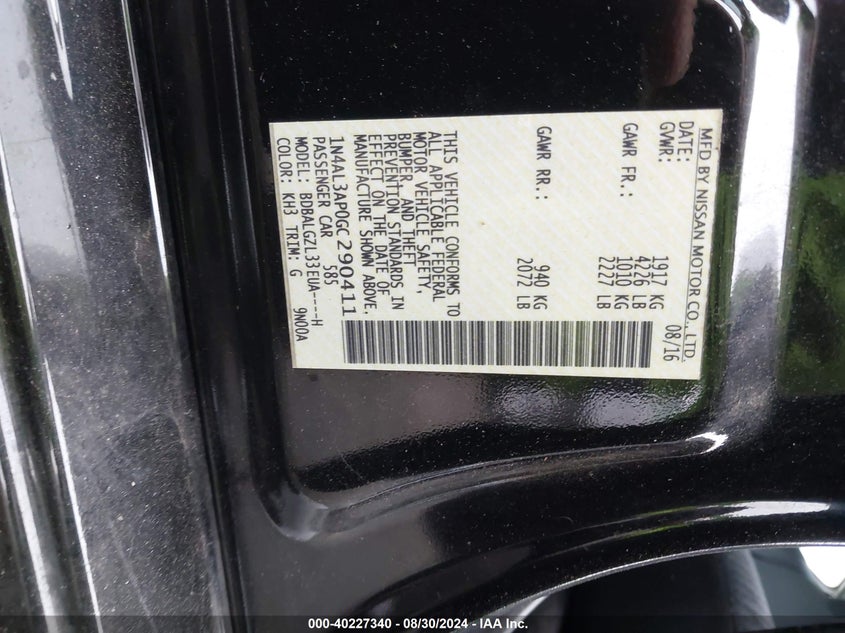 MFD BY NISSAN MOTOR CO., LTD.
DATE: 08/16
GVWR: 1917 KG
4226 LB
GAWR FR.: 1010 KG
2227 LB
GAWR RR.: 940 KG
2072 LB
THIS VEHICLE CONFORMS TO
ALL APPLICABLE FEDERAL
MOTOR VEHICLE SAFETY,
BUMPER, AND THEFT
PREVENTION STANDARDS IN
EFFECT ON THE DATE OF
MANUFACTURE SHOWN ABOVE.
1N4AL3AP0GC290411
PASSENGER CAR 585
MODEL: BDBALGZL33EUA----H
COLOR: KH3 TRIM: G 9N00A
000-40227340 - 08/30/2024 - IAA Inc.